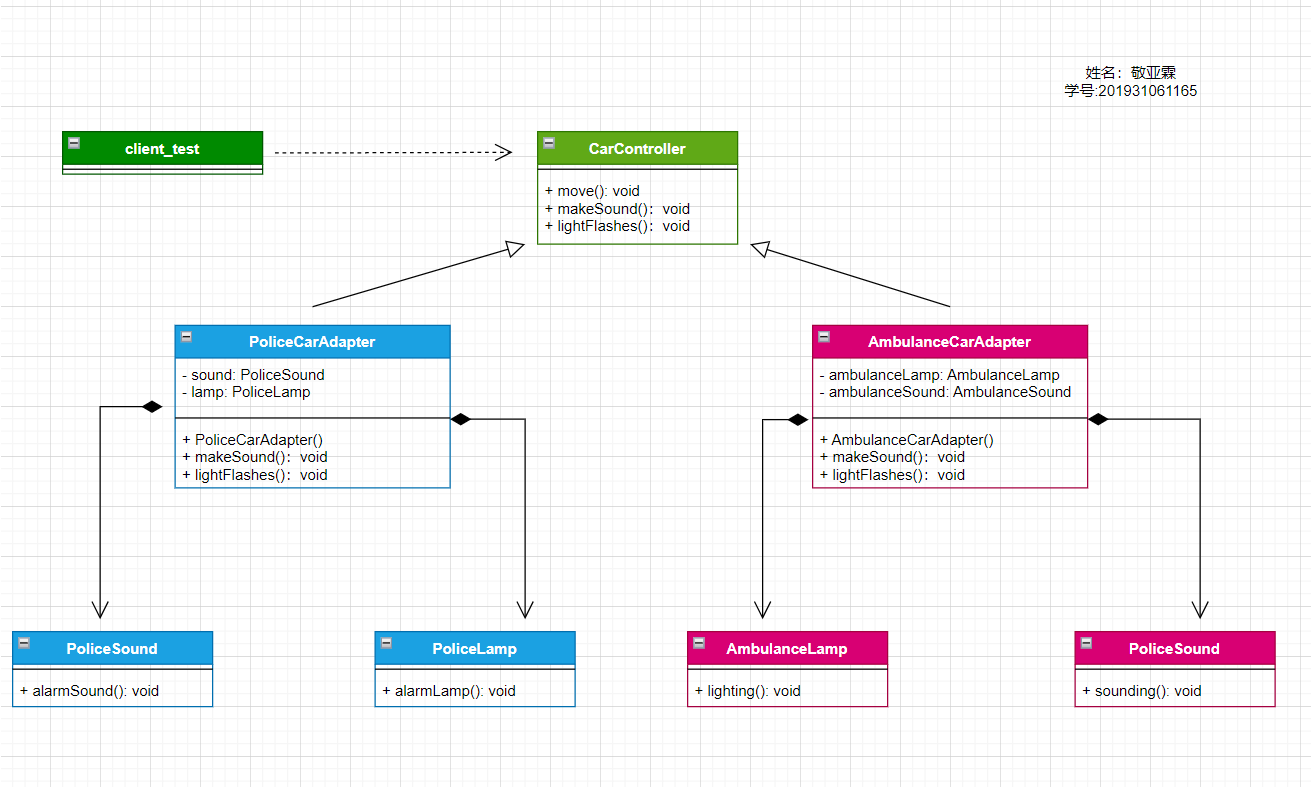 姓名：敬亚霖
学号:201931061165
client_test
CarController
+ move(): void
+ makeSound()：void
+ lightFlashes()：void
PoliceCarAdapter
- sound: PoliceSound
- lamp: PoliceLamp
+ PoliceCarAdapter()
+ makeSound()：void
+ lightFlashes()：void
AmbulanceCarAdapter
- ambulanceLamp: AmbulanceLamp
- ambulanceSound: AmbulanceSound
+ AmbulanceCarAdapter()
+ makeSound()：void
+ lightFlashes()：void
PoliceSound
+ alarmSound(): void
PoliceLamp
+ alarmLamp(): void
AmbulanceLamp
+ lighting(): void
PoliceSound
+ sounding(): void